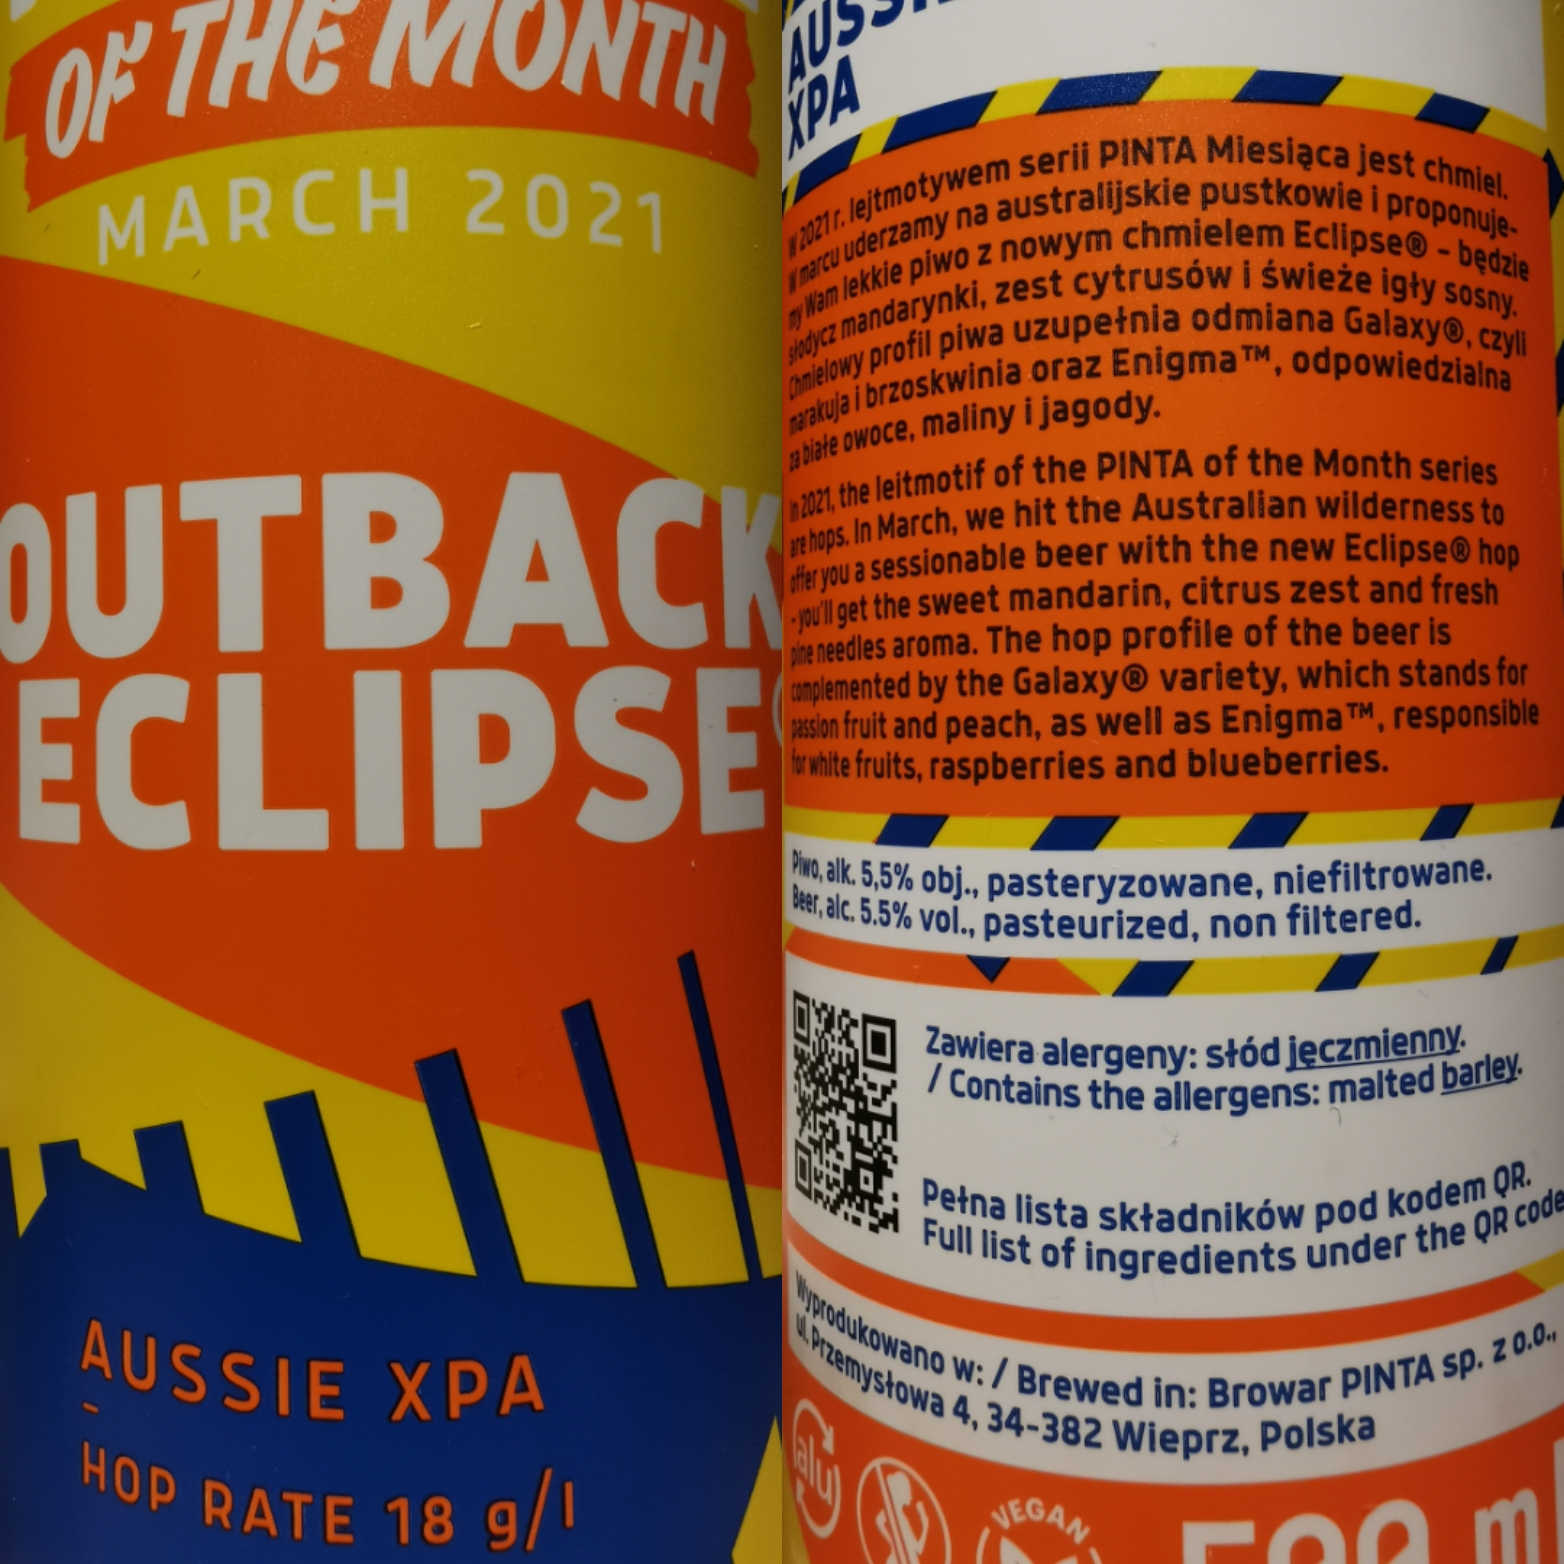 OF THE MONTH
MARCH 2021
OUTBACK
ECLIPSE®
AUSSIE XPA
-
HOP RATE 18 g/l
AUSSIE
XPA
W 2021 r. lejtmotywem serii PINTA Miesiąca jest chmiel.
W marcu uderzamy na australijskie pustkowie i proponuje-
my Wam lekkie piwo z nowym chmielem Eclipse® – będzie
słodycz mandarynki, zest cytrusów i świeże igły sosny.
Chmielowy profil piwa uzupełnia odmiana Galaxy®, czyli
marakuja i brzoskwinia oraz Enigma™, odpowiedzialna
za białe owoce, maliny i jagody.
In 2021, the leitmotif of the PINTA of the Month series
are hops. In March, we hit the Australian wilderness to
offer you a sessionable beer with the new Eclipse® hop
- you'll get the sweet mandarin, citrus zest and fresh
pine needles aroma. The hop profile of the beer is
complemented by the Galaxy® variety, which stands for
passion fruit and peach, as well as Enigma™, responsible
for white fruits, raspberries and blueberries.
Piwo, alk. 5,5% obj., pasteryzowane, niefiltrowane.
Beer, alc. 5.5% vol., pasteurized, non filtered.
Zawiera alergeny: słód jęczmienny.
/ Contains the allergens: malted barley.
Pełna lista składników pod kodem QR.
Full list of ingredients under the QR code
Wyprodukowano w: / Brewed in: Browar PINTA sp. z o.o.,
ul. Przemysłowa 4, 34-382 Wieprz, Polska
alu
VEGAN
500 m